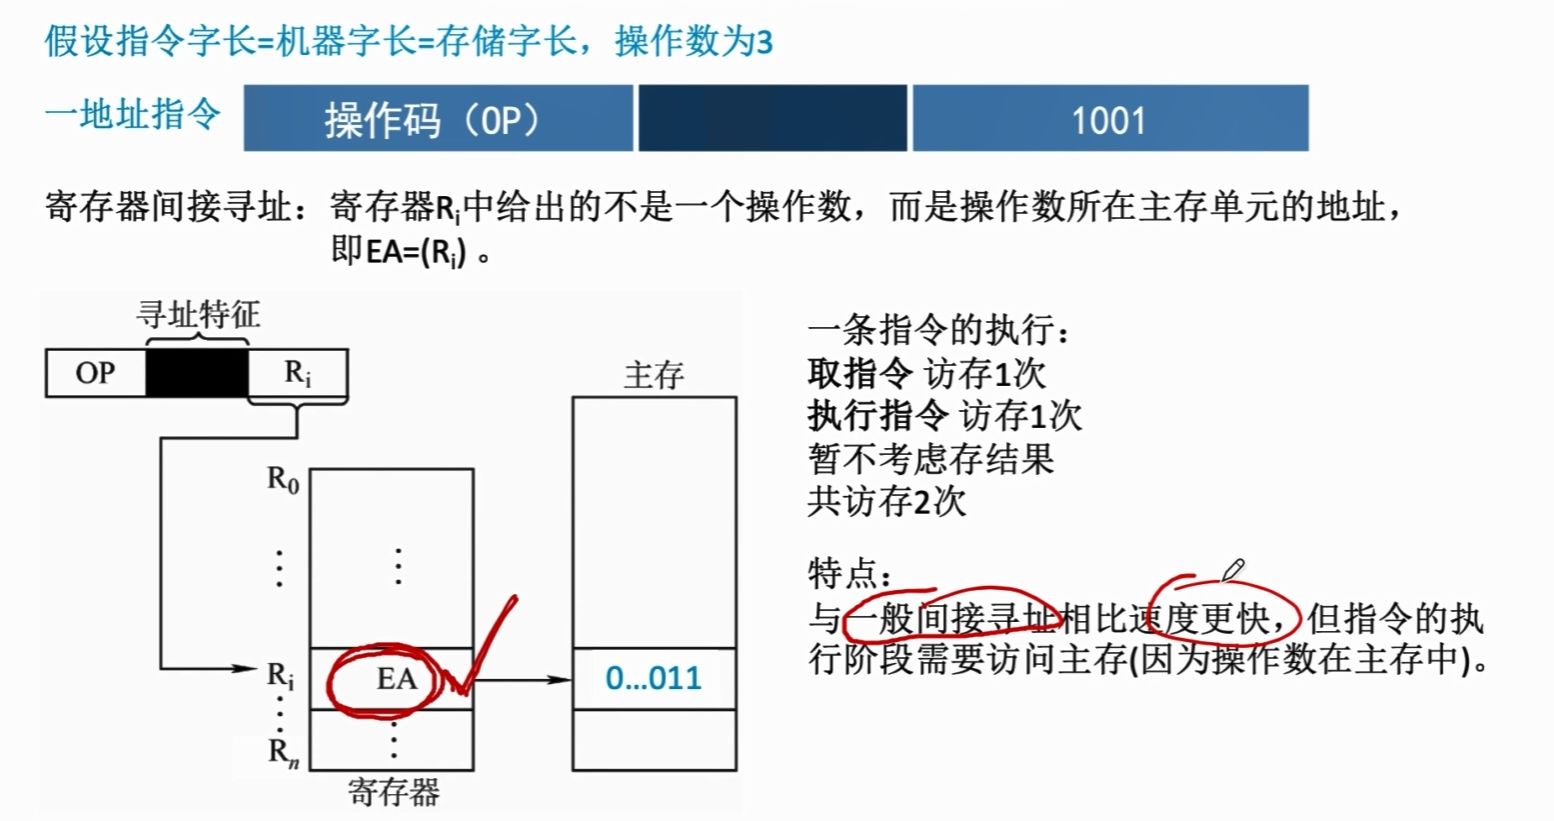 假设指令字长=机器字长=存储字长，操作数为3
一地址指令
操作码（OP）
1001
寄存器间接寻址：寄存器Ri中给出的不是一个操作数，而是操作数所在主存单元的地址，
即EA=(Ri) 。
寻址特征
OP
Ri
主存
R0
⋮
⋮
Ri
EA
0…011
⋮
⋮
Rn
寄存器
一条指令的执行：
取指令 访存1次
执行指令 访存1次
暂不考虑存结果
共访存2次
特点：
与一般间接寻址相比速度更快，但指令的执
行阶段需要访问主存(因为操作数在主存中)。